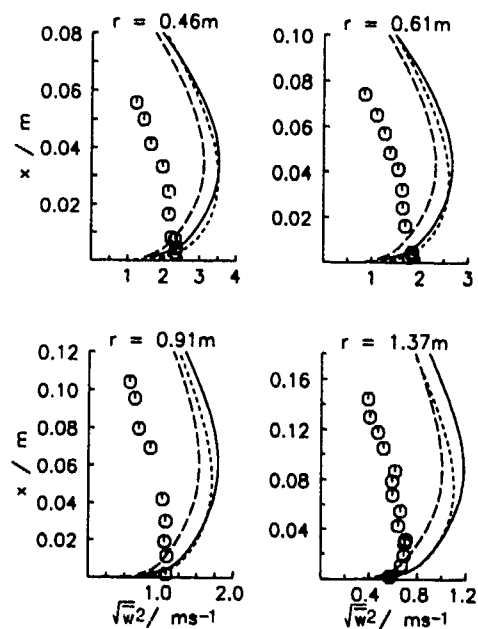 r = 0.46m
r = 0.61m
0.08
0.06
0.04
0.02
x / m
1 2 3 4
0.10
0.08
0.06
0.04
0.02
1 2 3
r = 0.91m
r = 1.37m
0.12
0.10
0.08
0.06
0.04
0.02
x / m
1.0 2.0
√w̅² / ms-1
0.16
0.12
0.08
0.04
0.4 0.8 1.2
√w̅² / ms-1